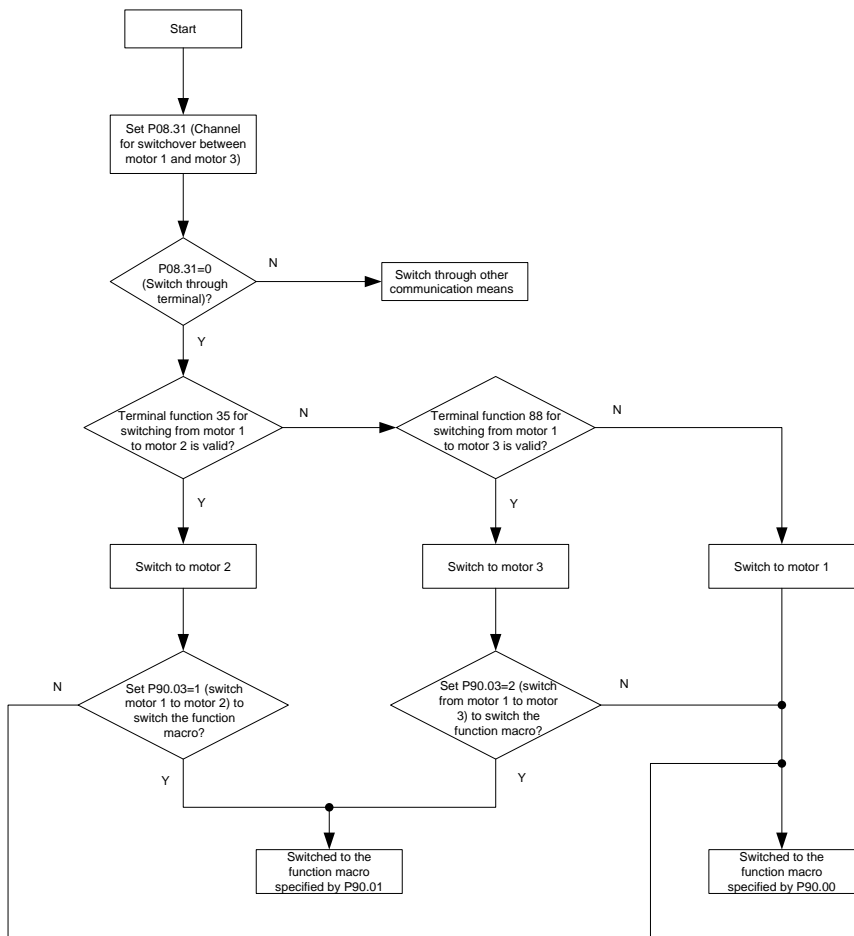 Start
Set P08.31 (Channel
for switchover between
motor 1 and motor 3)
P08.31=0
(Switch through
terminal)?
N
Switch through other
communication means
Y
Terminal function 35 for
switching from motor 1
to motor 2 is valid?
N
Terminal function 88 for
switching from motor 1
to motor 3 is valid?
N
Y
Y
Switch to motor 2
Switch to motor 3
Switch to motor 1
N
Set P90.03=1 (switch
motor 1 to motor 2) to
switch the function
macro?
Set P90.03=2 (switch
from motor 1 to motor
3) to switch the
function macro?
N
Y
Y
Switched to the
function macro
specified by P90.01
Switched to the
function macro
specified by P90.00